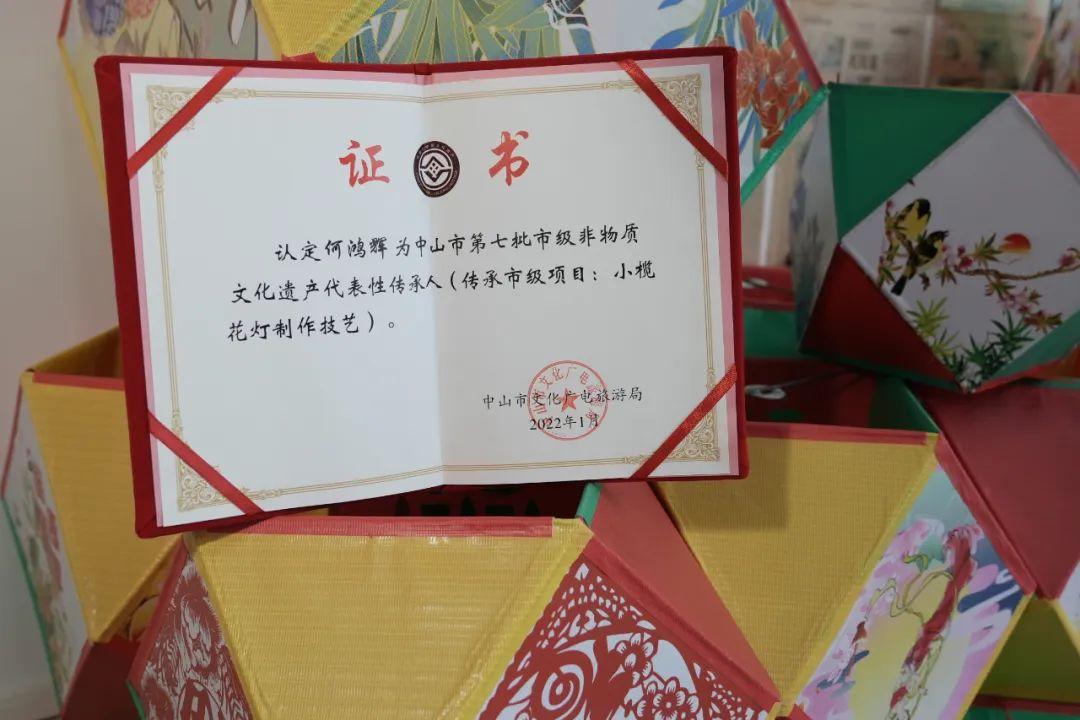 证书
认定何鸿辉为中山市第七批市级非物质
文化遗产代表性传承人（传承市级项目：小榄
花灯制作技艺）。
中山市文化广电旅游局
2022年1月